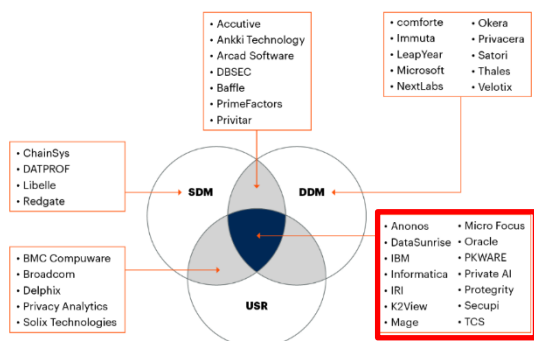 • Accutive
• Ankki Technology
• Arcad Software
• DBSEC
• Baffle
• PrimeFactors
• Privitar
• comforte
• Immuta
• LeapYear
• Microsoft
• NextLabs
• Okera
• Privacera
• Satori
• Thales
• Velotix
• ChainSys
• DATPROF
• Libelle
• Redgate
SDM
DDM
• BMC Compuware
• Broadcom
• Delphix
• Privacy Analytics
• Solix Technologies
USR
• Anonos
• DataSunrise
• IBM
• Informatica
• IRI
• K2View
• Mage
• Micro Focus
• Oracle
• PKWARE
• Private AI
• Protegrity
• Secupi
• TCS